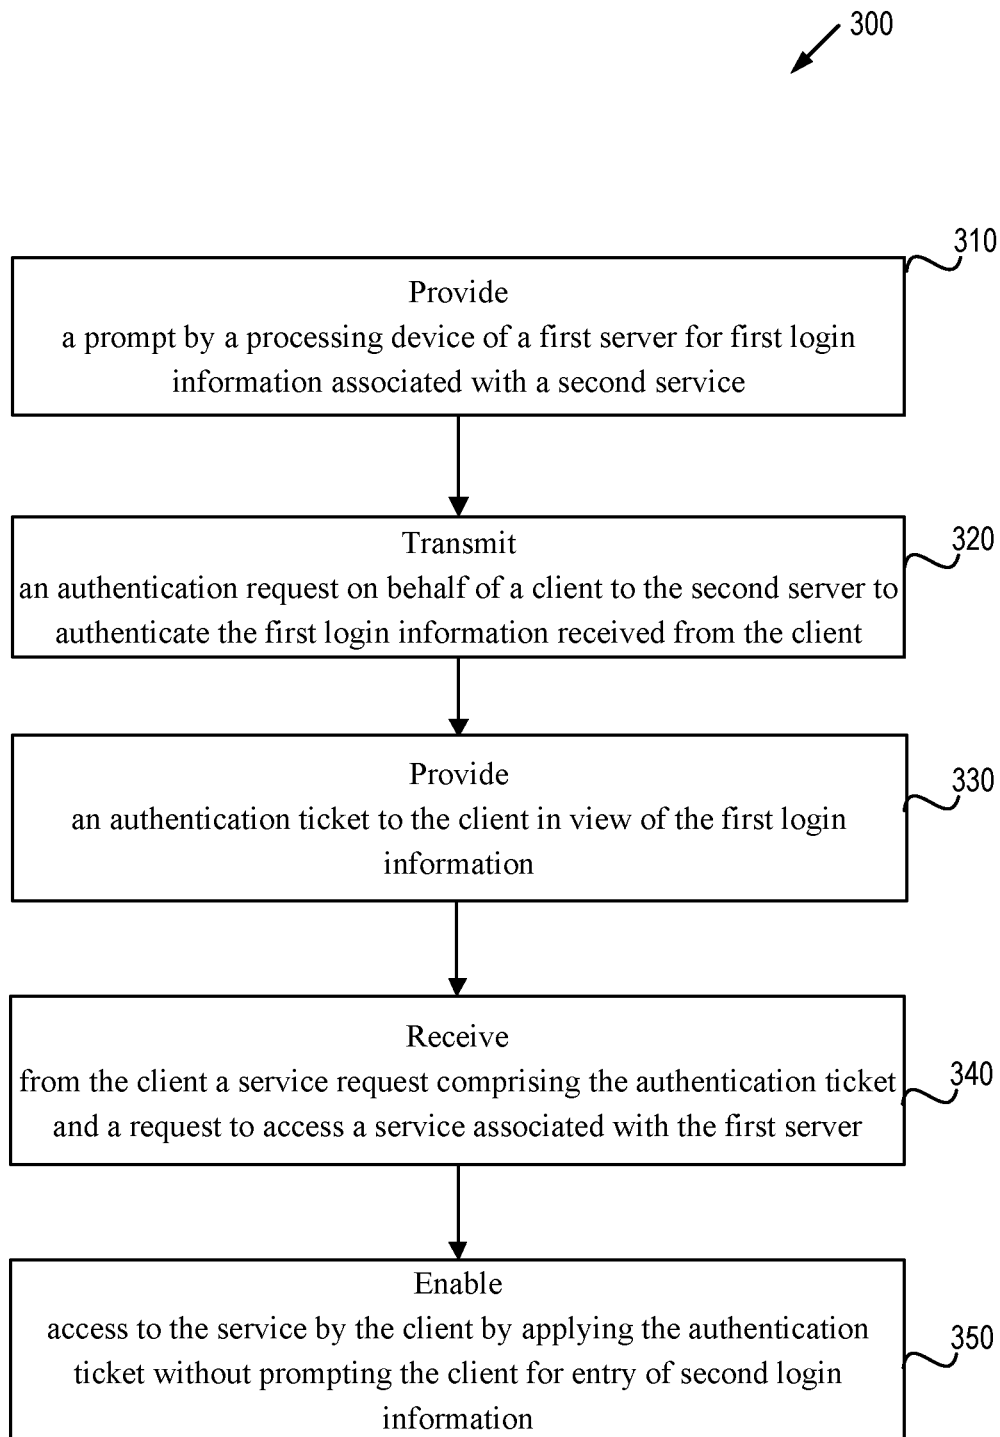 300
310
Provide
a prompt by a processing device of a first server for first login
information associated with a second service
320
Transmit
an authentication request on behalf of a client to the second server to
authenticate the first login information received from the client
330
Provide
an authentication ticket to the client in view of the first login
information
340
Receive
from the client a service request comprising the authentication ticket
and a request to access a service associated with the first server
350
Enable
access to the service by the client by applying the authentication
ticket without prompting the client for entry of second login
information